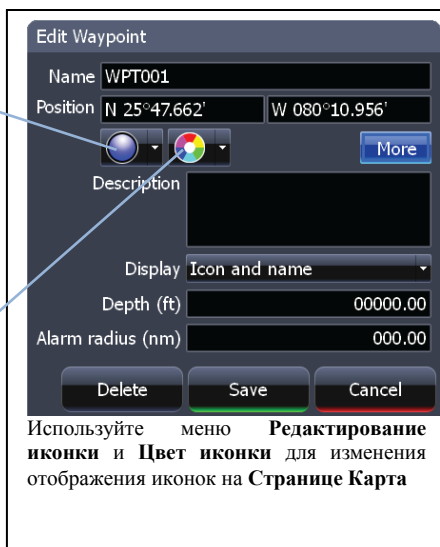 Edit Waypoint
Name WPT001
Position N 25°47.662' W 080°10.956'
More
Description
Display Icon and name
Depth (ft) 00000.00
Alarm radius (nm) 000.00
Delete Save Cancel
Используйте меню Редактирование
иконки и Цвет иконки для изменения
отображения иконок на Странице Карта